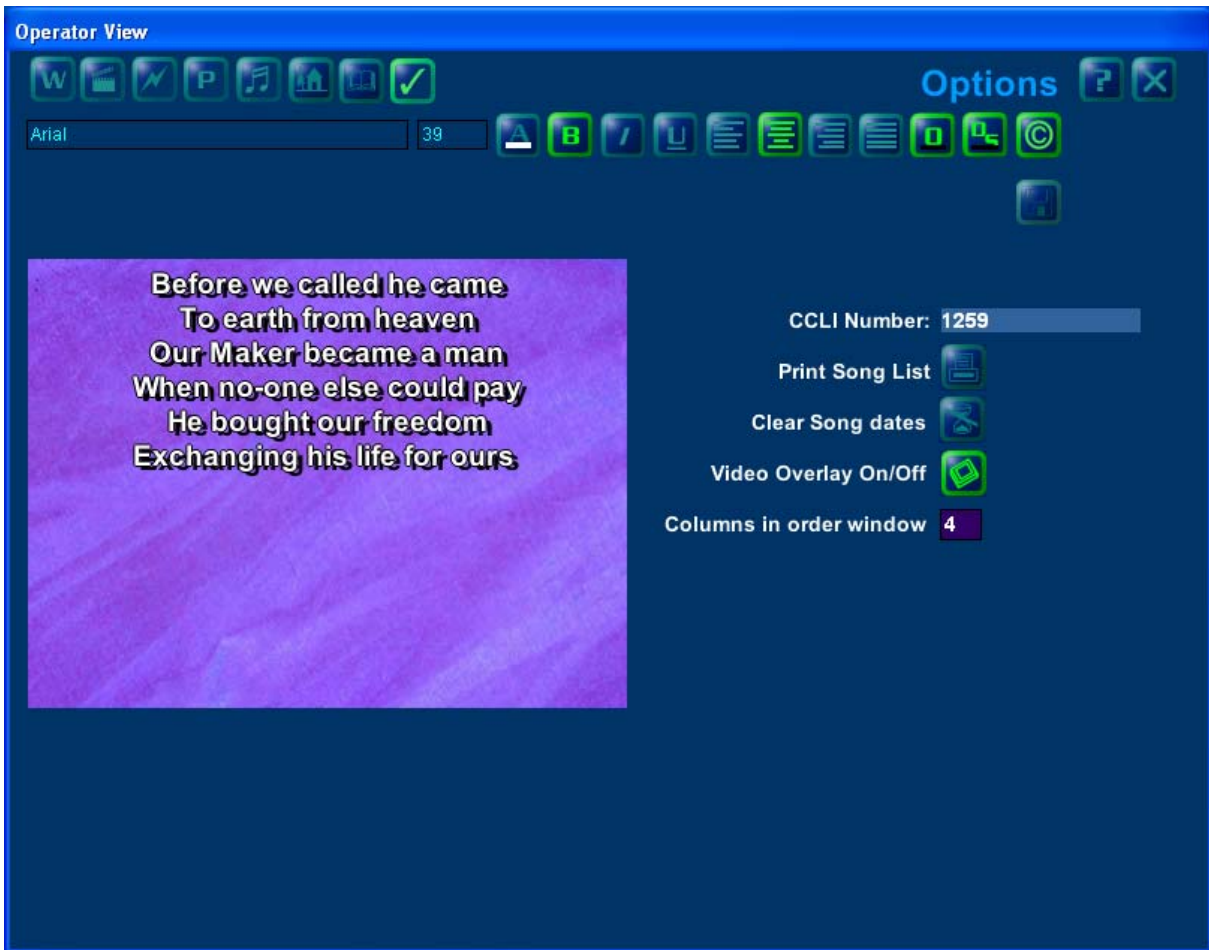 Operator View
W P Options ? X
Arial 39 A B I U O Ds ©
Before we called he came
To earth from heaven
Our Maker became a man
When no-one else could pay
He bought our freedom
Exchanging his life for ours
CCLI Number: 1259
Print Song List
Clear Song dates
Video Overlay On/Off
Columns in order window 4